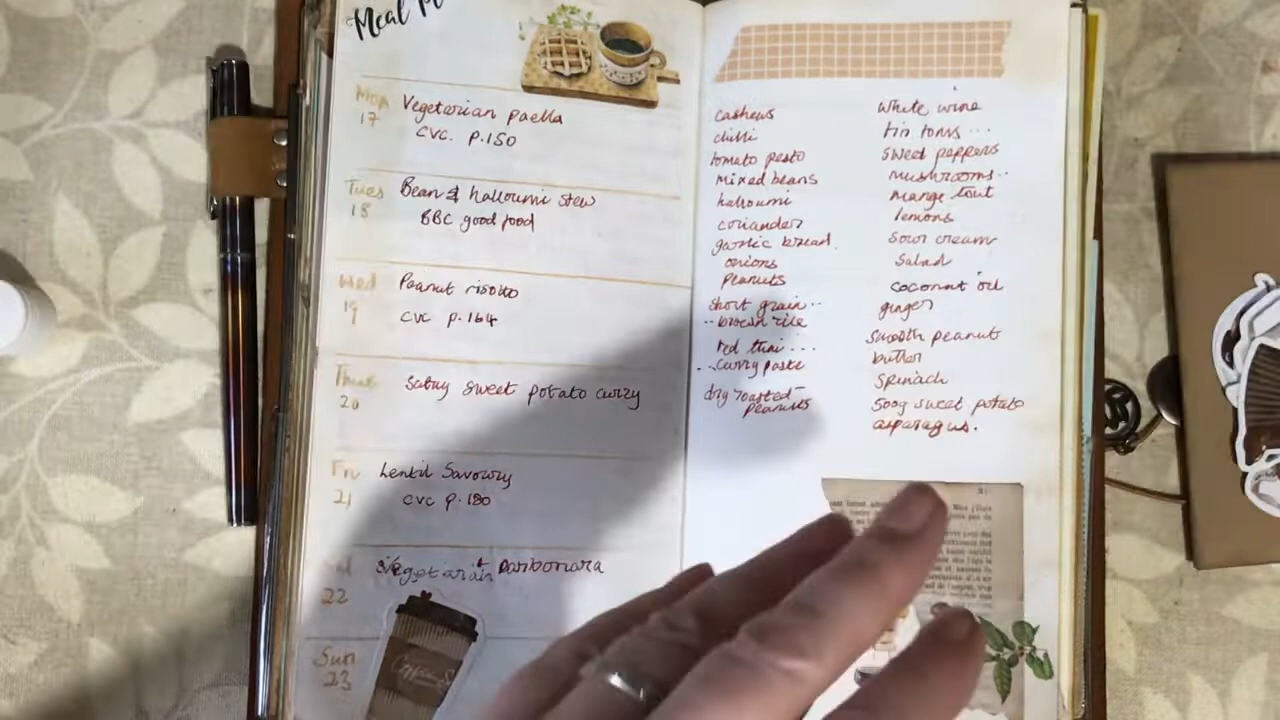 Meal
Mon
17
Vegetarian paella
CVC. p.150
Tues
18
Bean & halloumi stew
BBC good food
Wed
19
Peanut risotto
CVC p.164
Thurs
20
Satay sweet potato curry
Fri
21
Lentil Savoury
CVC p.180
22
Vegetarian Carbonara
Sun
23
Coffee
cashews
chilli
tomato pesto
mixed beans
halloumi
coriander
garlic bread.
onions
Peanuts
short grain..
..brown rice
red thai ...
..curry paste
dry roasted
Peanuts
white wine
tin toms ...
sweet peppers
mushrooms..
mange tout
lemons
sour cream
salad
coconut oil
ginger
smooth peanut
butter
spinach
500g sweet potato
asparagus.